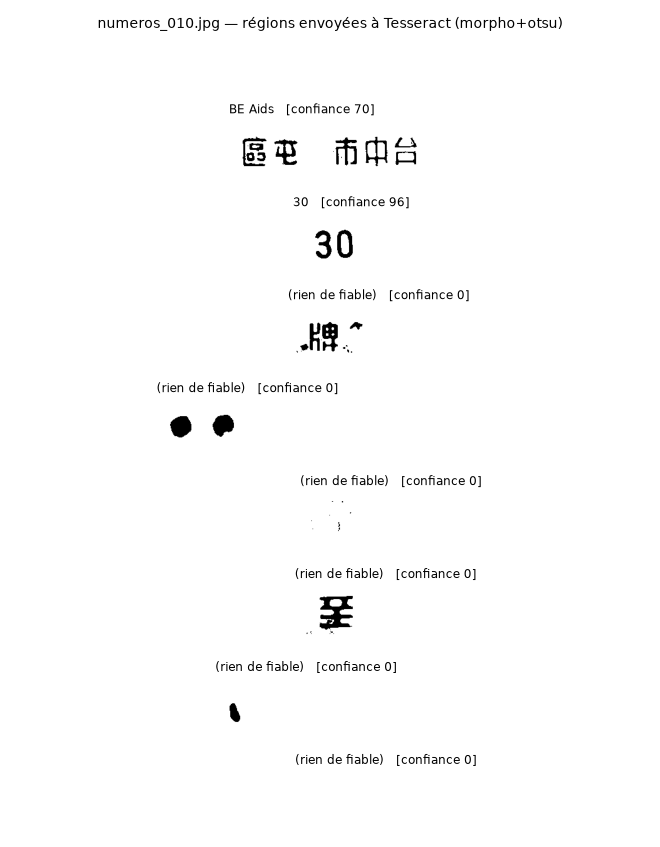 numeros_010.jpg — régions envoyées à Tesseract (morpho+otsu)
BE Aids [confiance 70]
區屯 市中台
30 [confiance 96]
30
(rien de fiable) [confiance 0]
牌
(rien de fiable) [confiance 0]
(rien de fiable) [confiance 0]
(rien de fiable) [confiance 0]
(rien de fiable) [confiance 0]
(rien de fiable) [confiance 0]